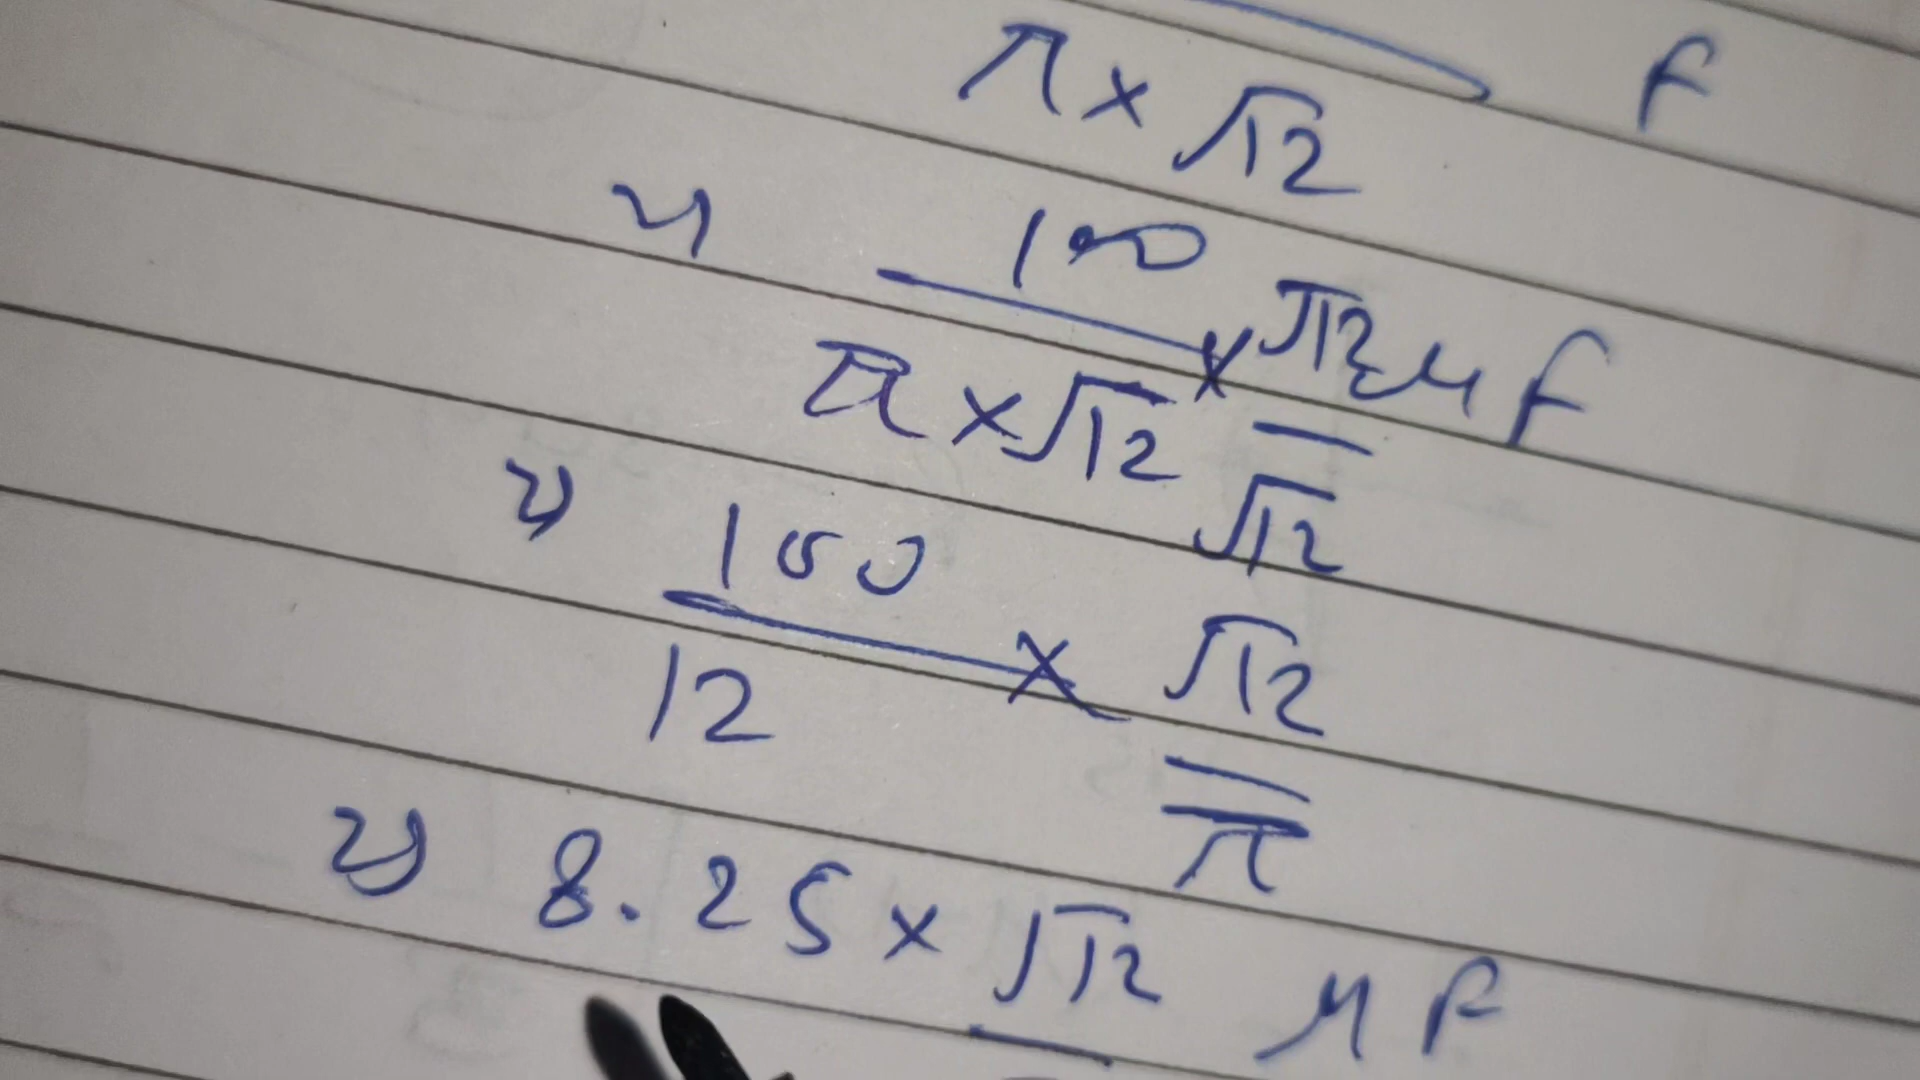 π × √12 F
⇒ 100 / π × √12 × √12 / √12 μF
⇒ 100 / 12 × √12 / π
⇒ 8.25 × √12 μF